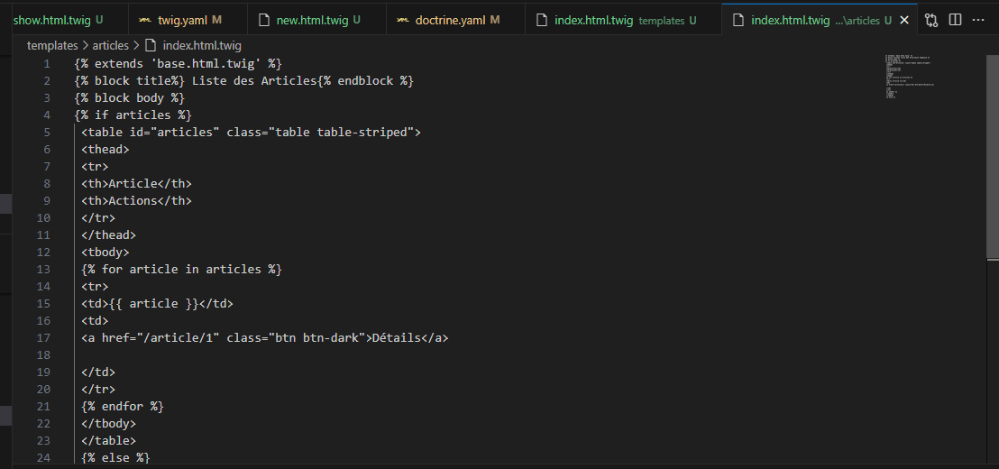 show.html.twig U twig.yaml M new.html.twig U doctrine.yaml M index.html.twig templates U index.html.twig ...\articles U
templates > articles > index.html.twig
1 {% extends 'base.html.twig' %}
2 {% block title%} Liste des Articles{% endblock %}
3 {% block body %}
4 {% if articles %}
5 <table id="articles" class="table table-striped">
6 <thead>
7 <tr>
8 <th>Article</th>
9 <th>Actions</th>
10 </tr>
11 </thead>
12 <tbody>
13 {% for article in articles %}
14 <tr>
15 <td>{{ article }}</td>
16 <td>
17 <a href="/article/1" class="btn btn-dark">Détails</a>
18
19 </td>
20 </tr>
21 {% endfor %}
22 </tbody>
23 </table>
24 {% else %}